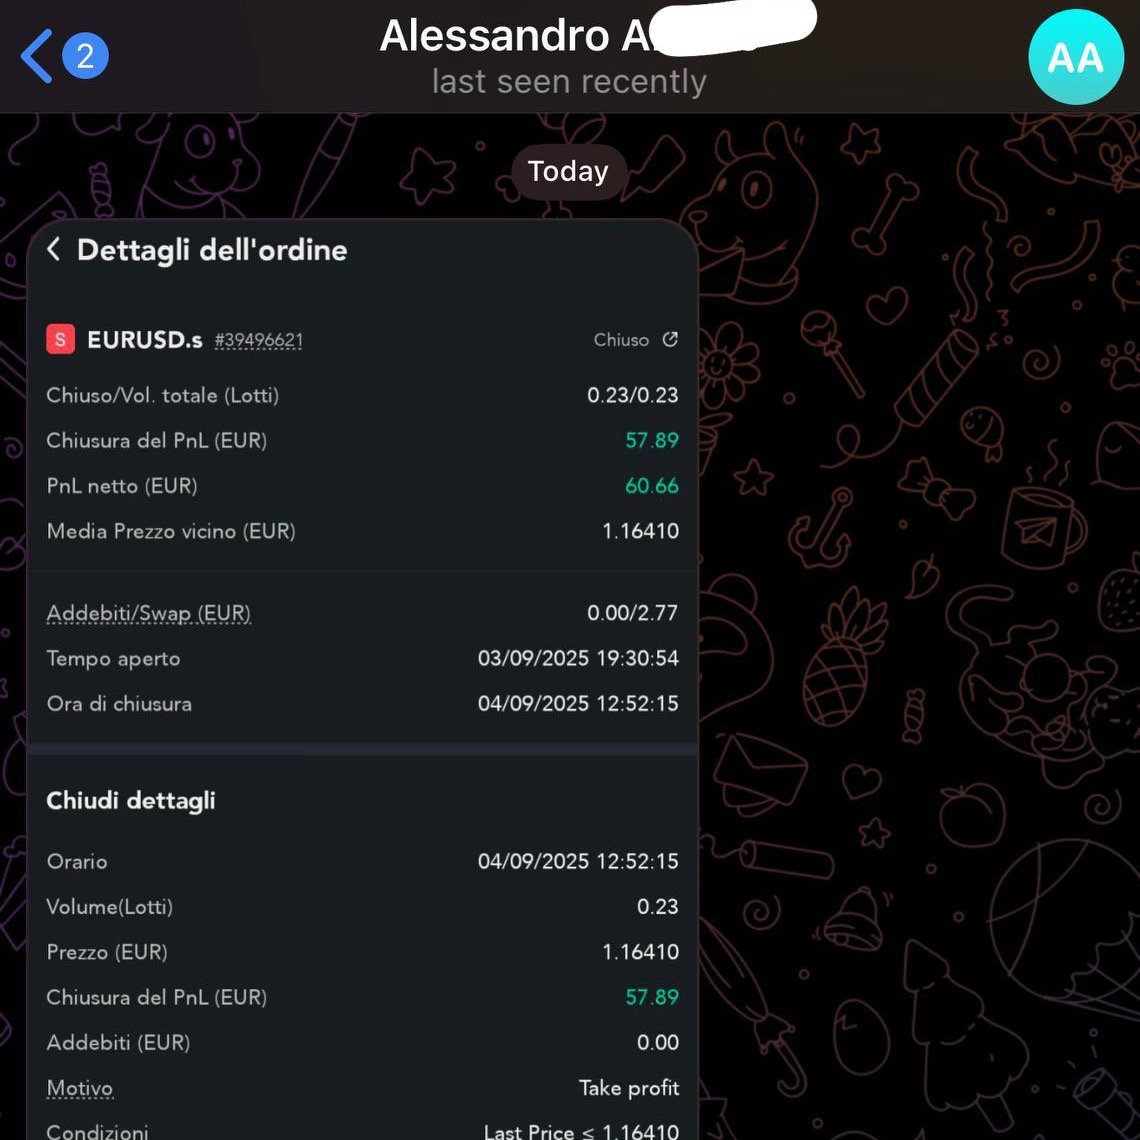 2
Alessandro A
last seen recently
AA
Today
Dettagli dell'ordine
S EURUSD.s #39496621 Chiuso
Chiuso/Vol. totale (Lotti) 0.23/0.23
Chiusura del PnL (EUR) 57.89
PnL netto (EUR) 60.66
Media Prezzo vicino (EUR) 1.16410
Addebiti/Swap (EUR) 0.00/2.77
Tempo aperto 03/09/2025 19:30:54
Ora di chiusura 04/09/2025 12:52:15
Chiudi dettagli
Orario 04/09/2025 12:52:15
Volume(Lotti) 0.23
Prezzo (EUR) 1.16410
Chiusura del PnL (EUR) 57.89
Addebiti (EUR) 0.00
Motivo Take profit
Condizioni Last Price ≤ 1.16410